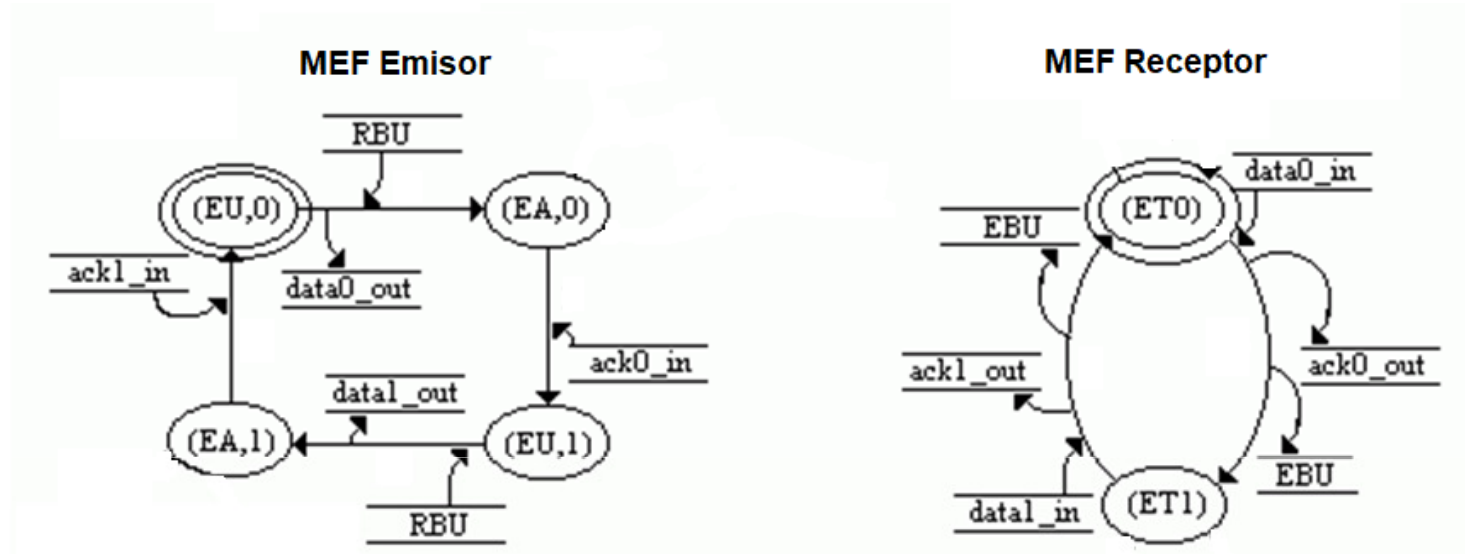 MEF Emisor
RBU
(EU,0)
(EA,0)
ack1_in
data0_out
ack0_in
data1_out
(EA,1)
(EU,1)
RBU
MEF Receptor
data0_in
(ET0)
EBU
ack1_out
ack0_out
EBU
data1_in
(ET1)